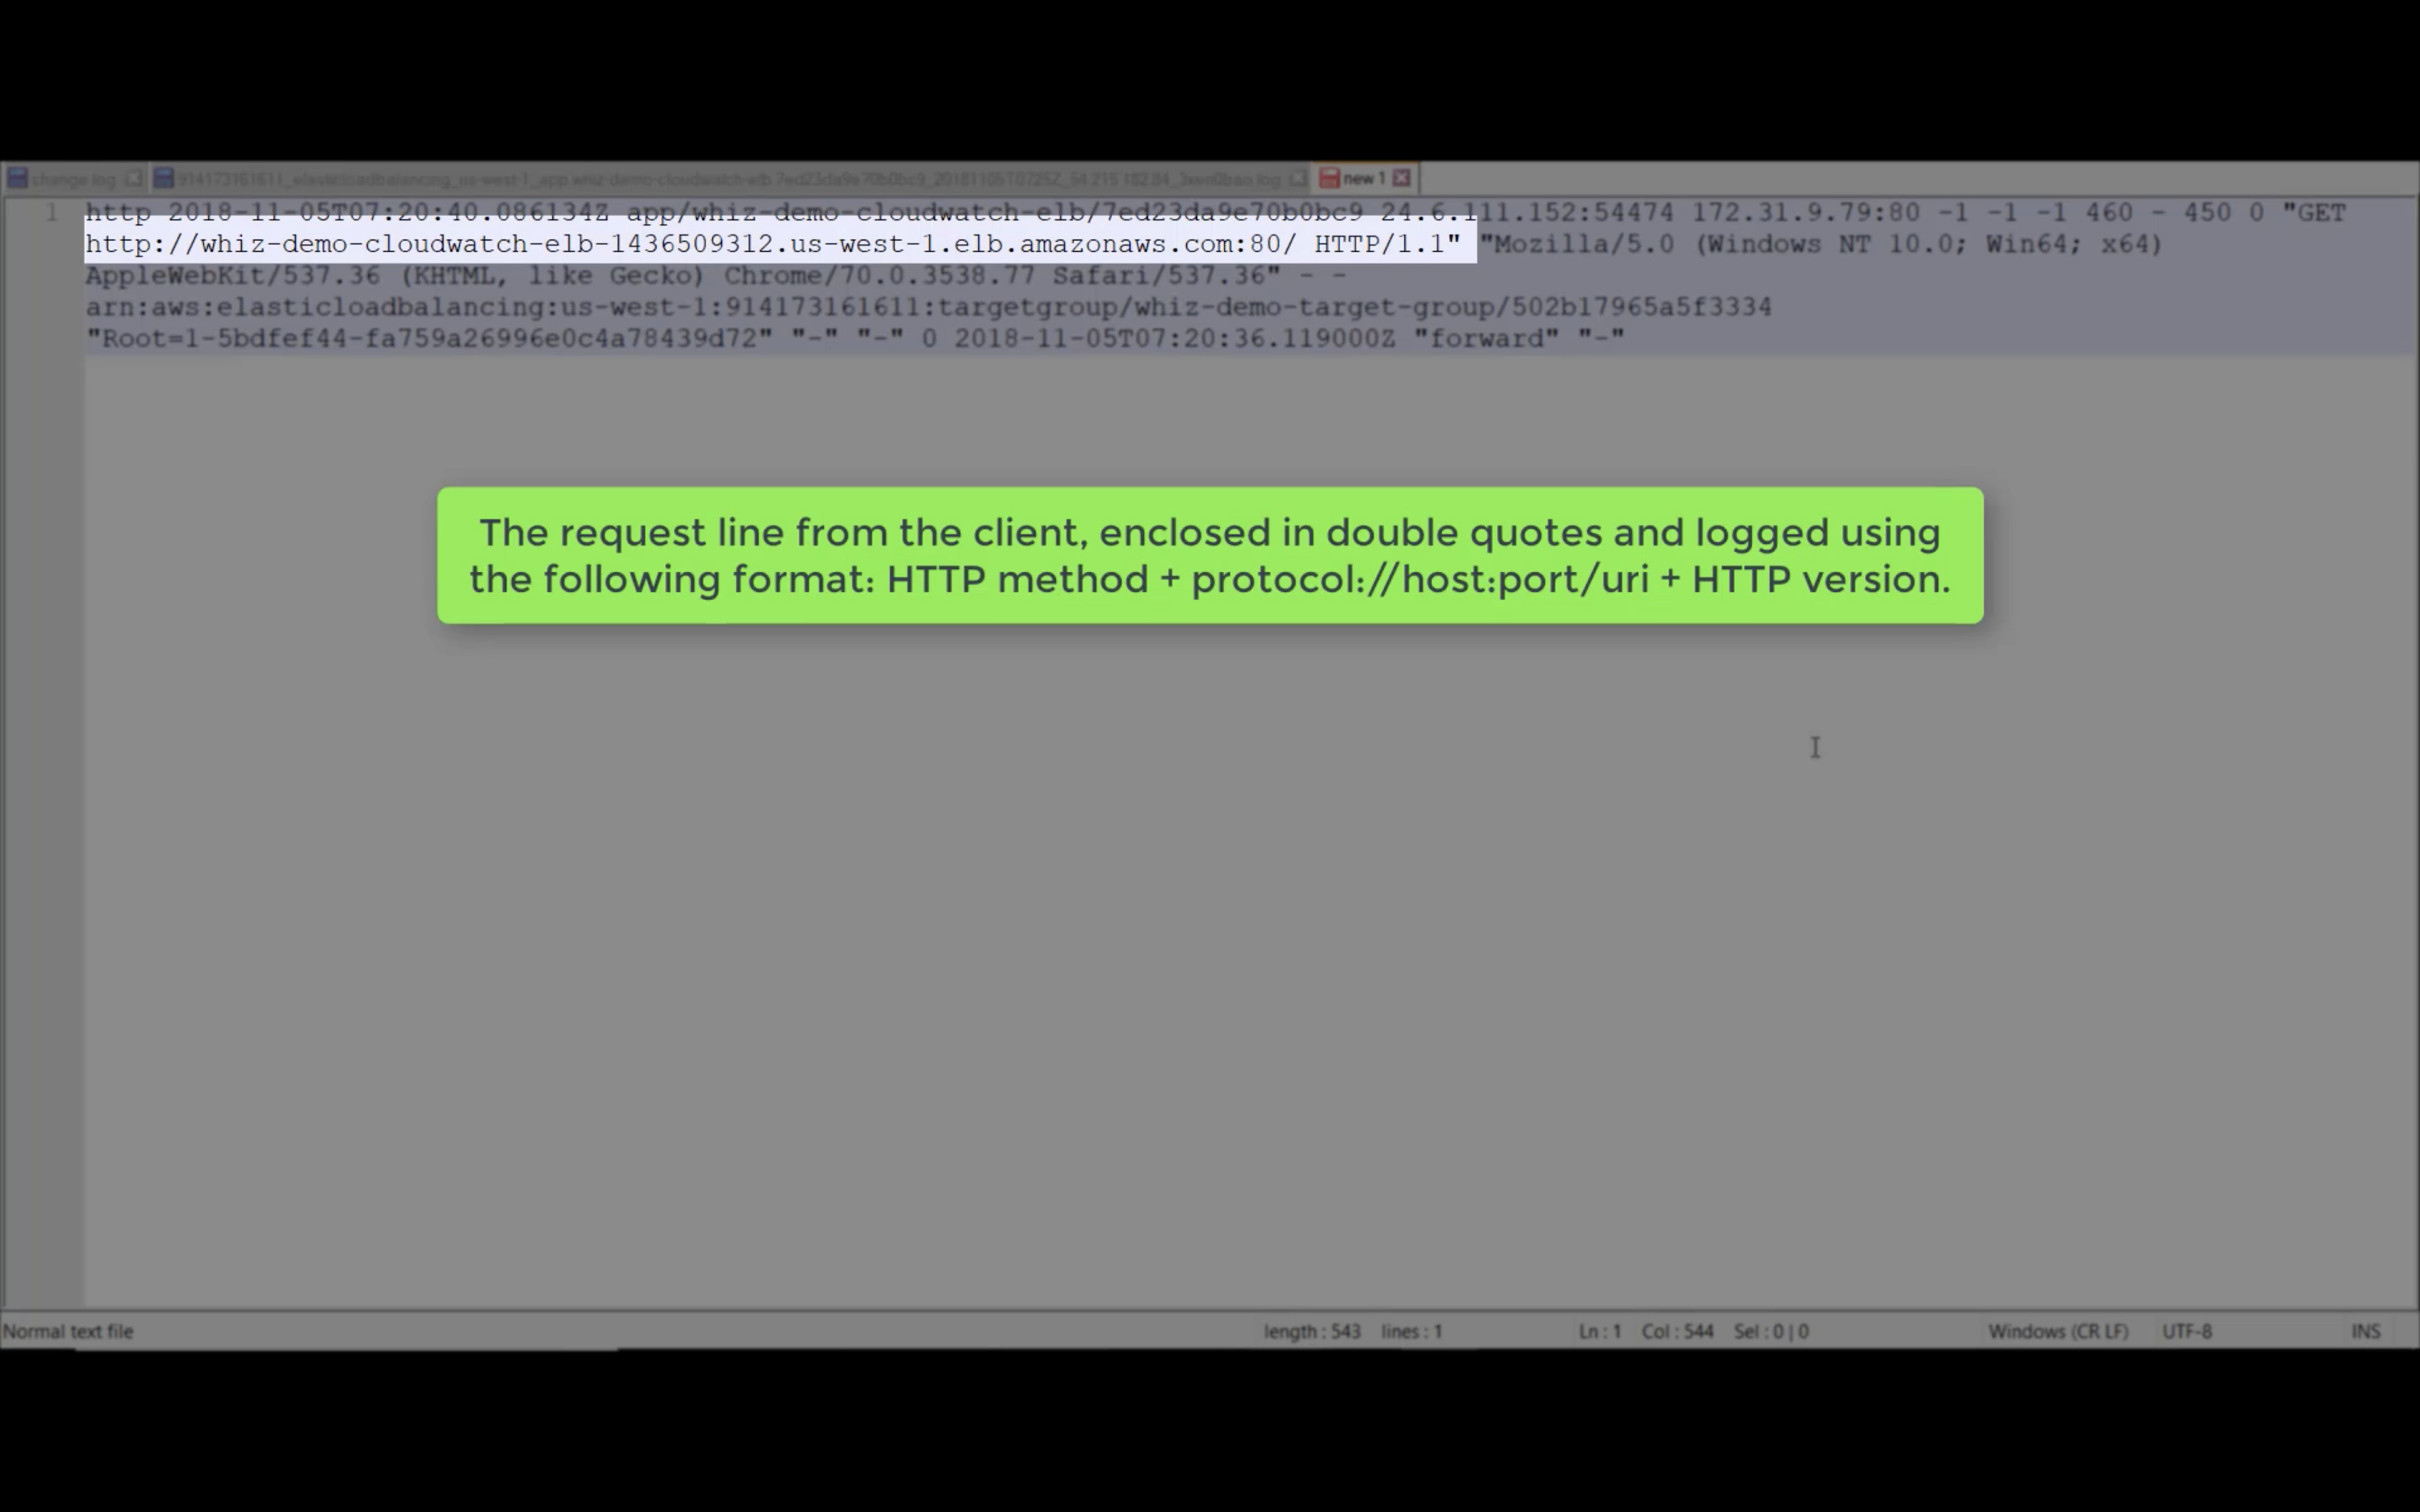 change.log 914173161611_elasticloadbalancing_us-west-1_app.whiz-demo-cloudwatch-elb.7ed23da9e70b0bc9_20181105T0725Z_54.215.182.84_ .log new 1
1 http 2018-11-05T07:20:40.086134Z app/whiz-demo-cloudwatch-elb/7ed23da9e70b0bc9 24.6.111.152:54474 172.31.9.79:80 -1 -1 -1 460 - 450 0 "GET
http://whiz-demo-cloudwatch-elb-1436509312.us-west-1.elb.amazonaws.com:80/ HTTP/1.1" "Mozilla/5.0 (Windows NT 10.0; Win64; x64)
AppleWebKit/537.36 (KHTML, like Gecko) Chrome/70.0.3538.77 Safari/537.36" - -
arn:aws:elasticloadbalancing:us-west-1:914173161611:targetgroup/whiz-demo-target-group/502b17965a5f3334
"Root=1-5bdfef44-fa759a26996e0c4a78439d72" "-" "-" 0 2018-11-05T07:20:36.119000Z "forward" "-"
The request line from the client, enclosed in double quotes and logged using
the following format: HTTP method + protocol://host:port/uri + HTTP version.
Normal text file length : 543 lines : 1 Ln : 1 Col : 544 Sel : 0 | 0 Windows (CR LF) UTF-8 INS